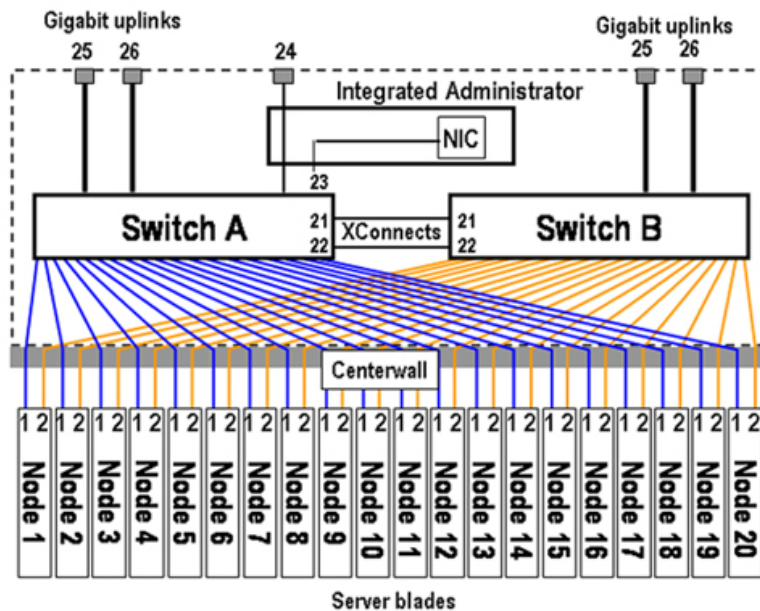 Gigabit uplinks Gigabit uplinks
25 26 24 25 26
Integrated Administrator
NIC
23
Switch A 21 XConnects 21 Switch B
22 22
Centerwall
1 2 1 2 1 2 1 2 1 2 1 2 1 2 1 2 1 2 1 2 1 2 1 2 1 2 1 2 1 2 1 2 1 2 1 2 1 2 1 2
Node 1
Node 2
Node 3
Node 4
Node 5
Node 6
Node 7
Node 8
Node 9
Node 10
Node 11
Node 12
Node 13
Node 14
Node 15
Node 16
Node 17
Node 18
Node 19
Node 20
Server blades